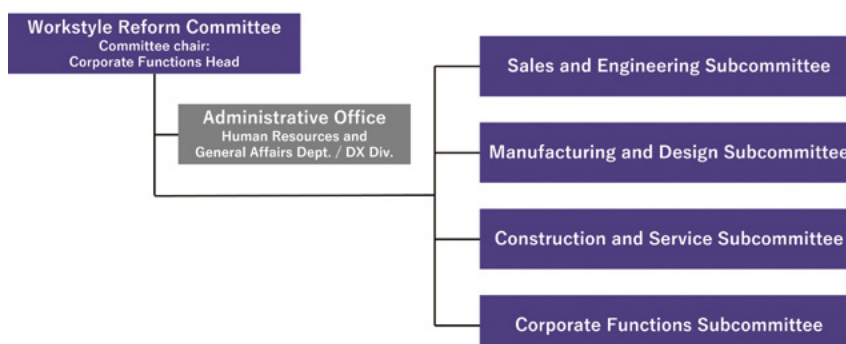 Workstyle Reform Committee
Committee chair:
Corporate Functions Head
Administrative Office
Human Resources and
General Affairs Dept. / DX Div.
Sales and Engineering Subcommittee
Manufacturing and Design Subcommittee
Construction and Service Subcommittee
Corporate Functions Subcommittee